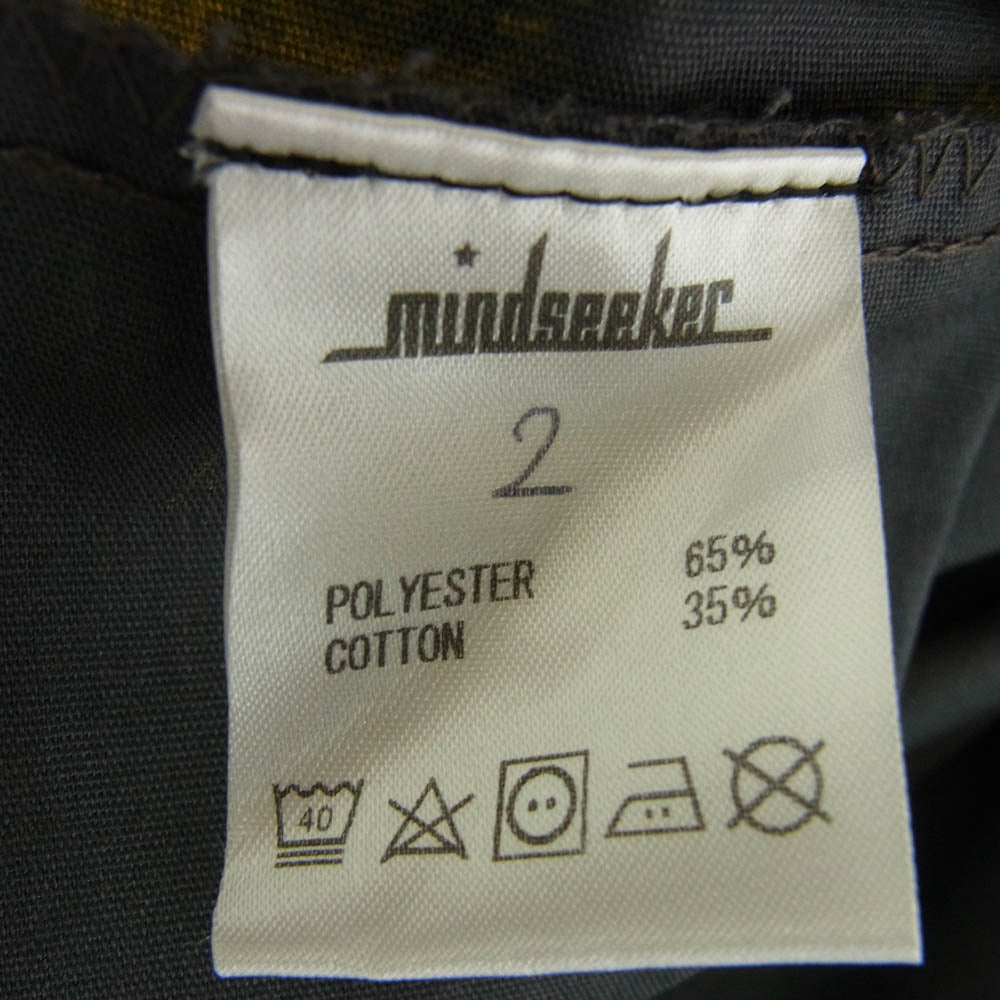 mindseeker
2
POLYESTER 65%
COTTON 35%
40